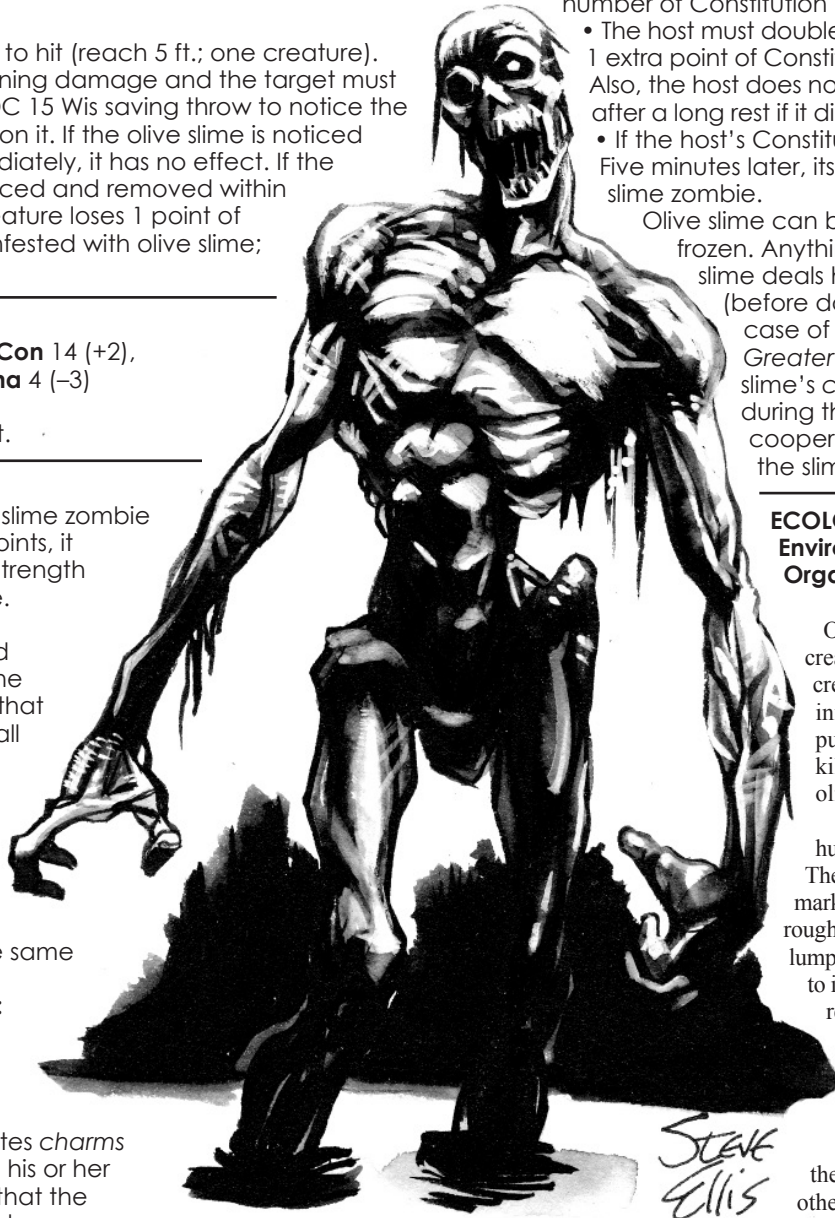 to hit (reach 5 ft.; one creature).
ning damage and the target must
C 15 Wis saving throw to notice the
on it. If the olive slime is noticed
diately, it has no effect. If the
ced and removed within
eature loses 1 point of
nfested with olive slime;
Con 14 (+2),
na 4 (–3)
t.
slime zombie
oints, it
trength
e.
d
ne
that
all
e same
:
tes charms
his or her
that the
number of Constitution
• The host must double
1 extra point of Consti
Also, the host does no
after a long rest if it di
• If the host’s Constitu
Five minutes later, its
slime zombie.
Olive slime can b
frozen. Anythi
slime deals h
(before da
case of
Greater
slime’s c
during th
cooper
the slim
ECOLO
Enviro
Orga
O
crea
cre
in
pu
ki
ol
hu
The
mark
rough
lump
to i
r
the
othe
Steve
Ellis